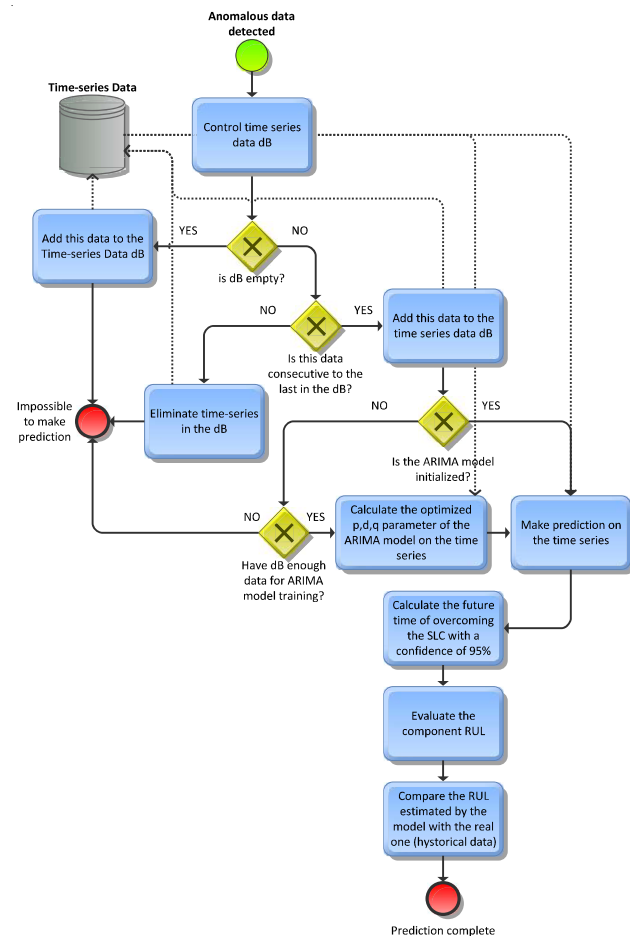 Anomalous data
detected
Time-series Data
Control time series
data dB
Add this data to the
Time-series Data dB
YES
NO
is dB empty?
Add this data to the
time series data dB
NO
YES
Is this data
consecutive to the
last in the dB?
Eliminate time-series
in the dB
Impossible
to make
prediction
NO
YES
Is the ARIMA model
initialized?
Calculate the optimized
p,d,q parameter of the
ARIMA model on the time
series
Make prediction on
the time series
NO
YES
Have dB enough
data for ARIMA
model training?
Calculate the future
time of overcoming
the SLC with a
confidence of 95%
Evaluate the
component RUL
Compare the RUL
estimated by the
model with the real
one (hystorical data)
Prediction complete